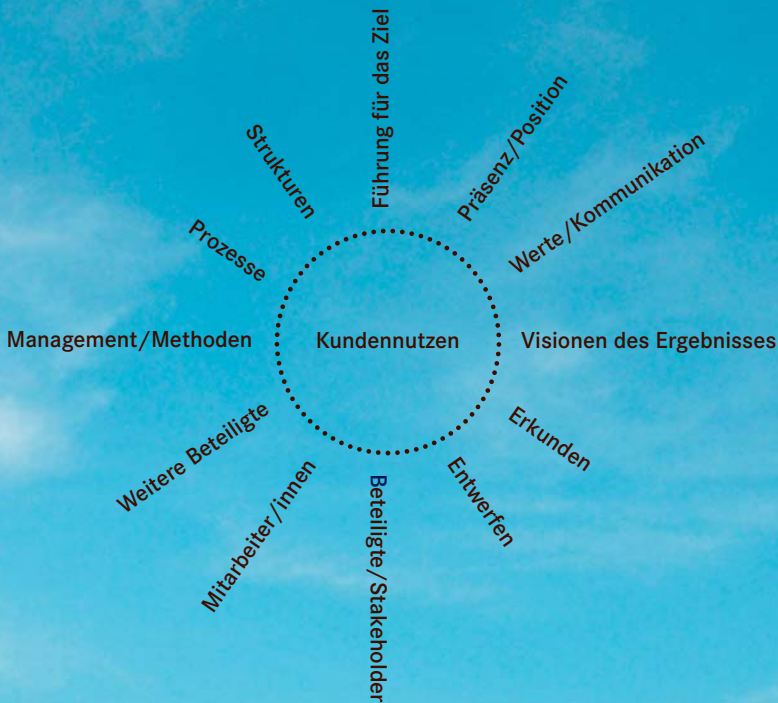 Führung für das Ziel
Präsenz/Position
Werte/Kommunikation
Visionen des Ergebnisses
Erkunden
Entwerfen
Beteiligte/Stakeholder
Mitarbeiter/innen
Weitere Beteiligte
Management/Methoden
Prozesse
Strukturen
Kundennutzen